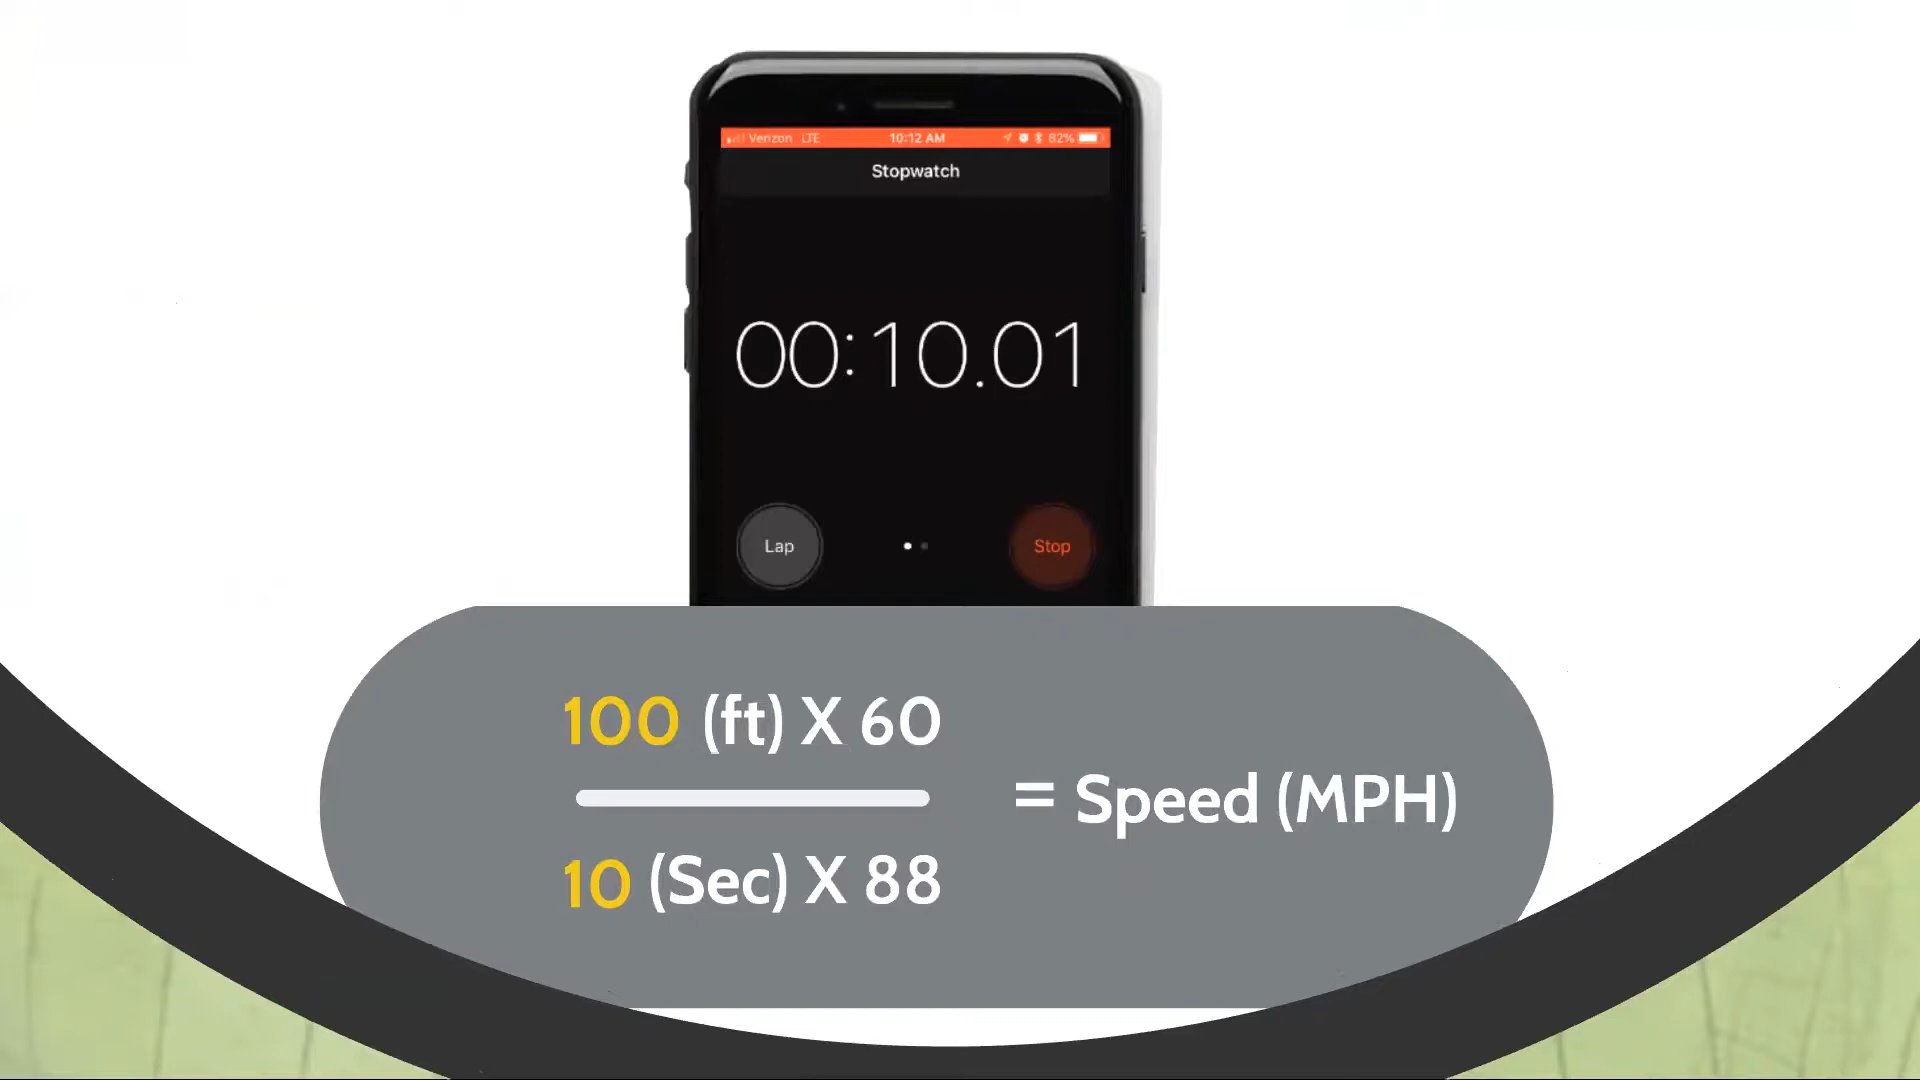 Verizon LTE 10:12 AM 82%
Stopwatch
00:10.01
Lap Stop
100 (ft) X 60
= Speed (MPH)
10 (Sec) X 88